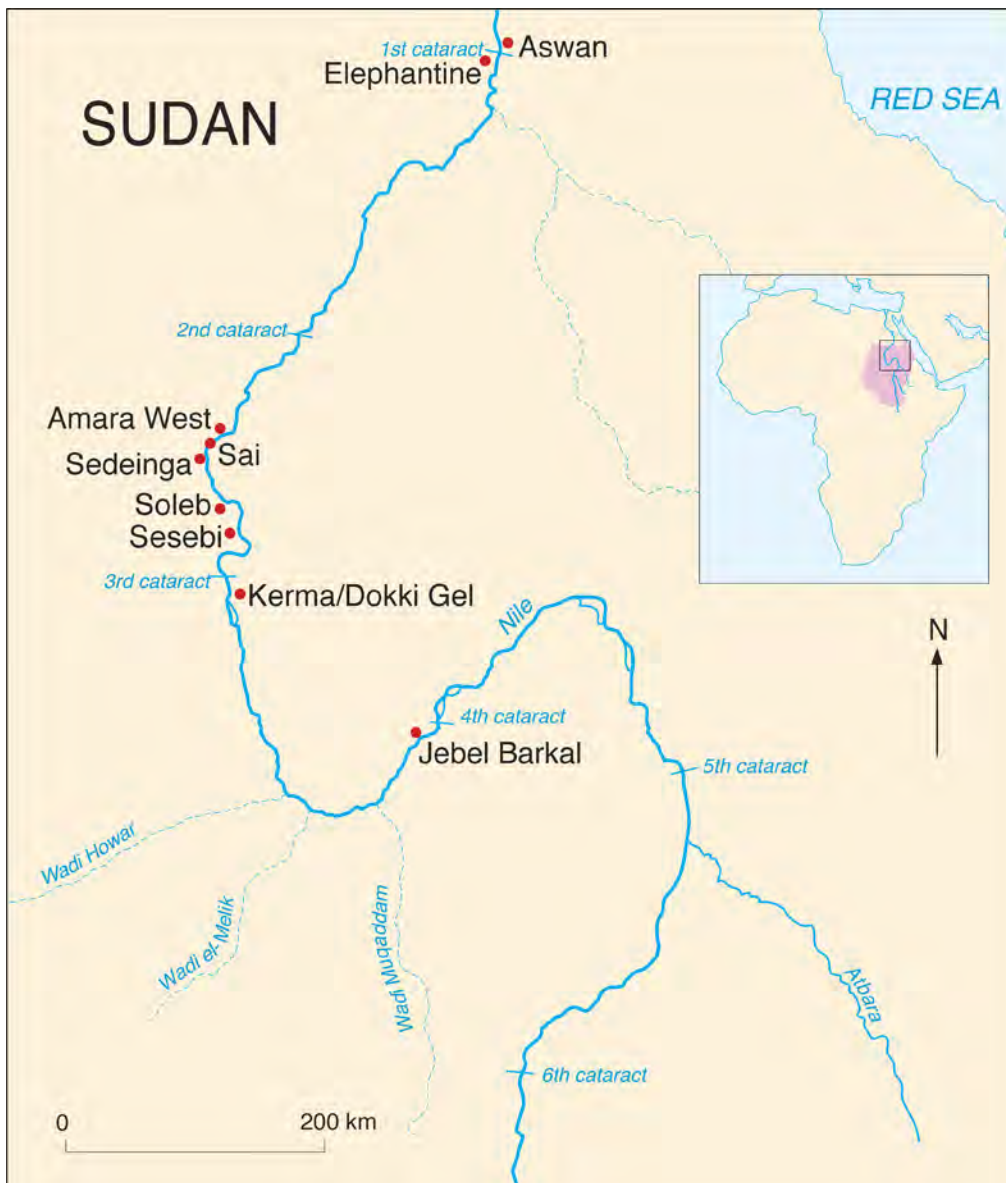 1st cataract
Aswan
Elephantine
RED SEA
SUDAN
2nd cataract
Amara West
Sai
Sedeinga
Soleb
Sesebi
3rd cataract
Kerma/Dokki Gel
Nile
N
4th cataract
Jebel Barkal
5th cataract
Wadi Howar
Wadi el-Melik
Wadi Muqaddam
Atbara
6th cataract
0 200 km